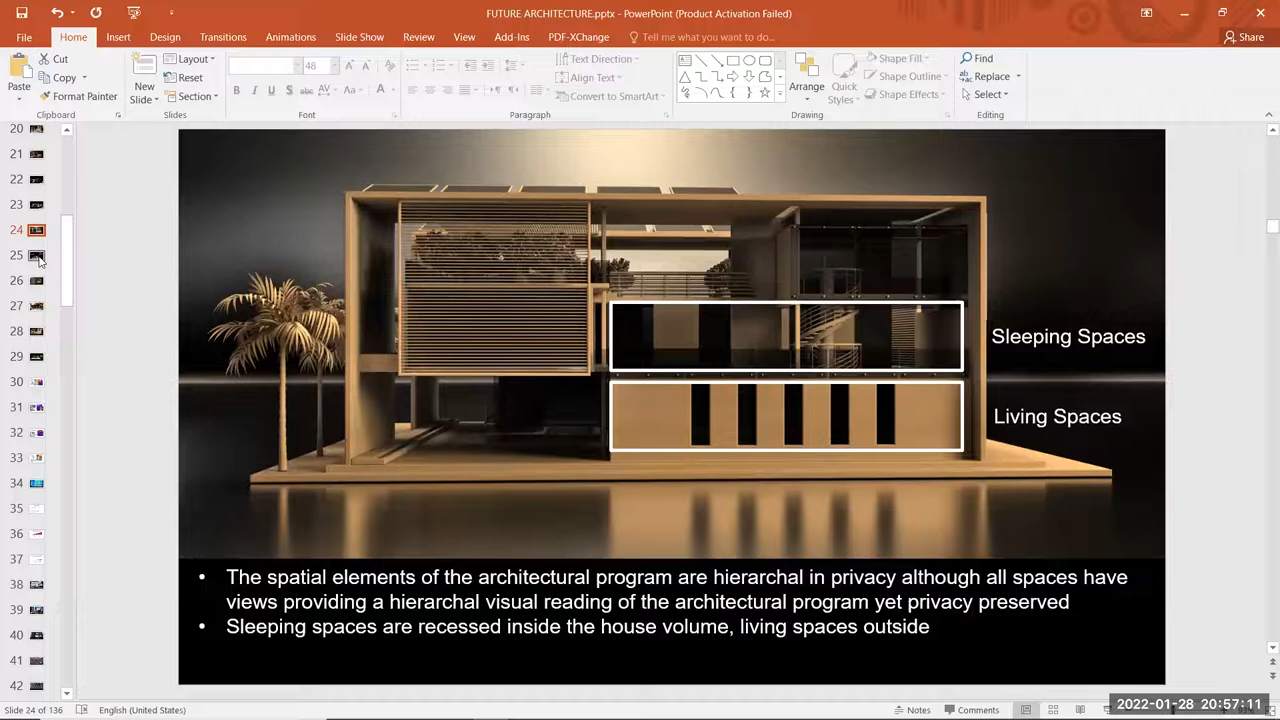 FUTURE ARCHITECTURE.pptx - PowerPoint (Product Activation Failed)
File Home Insert Design Transitions Animations Slide Show Review View Add-Ins PDF-XChange Tell me what you want to do... Share
Paste
Cut
Copy
Format Painter
Clipboard
New Slide
Layout
Reset
Section
Slides
48
B I U S abc AV Aa A
Font
Text Direction
Align Text
Convert to SmartArt
Paragraph
Arrange
Quick Styles
Shape Fill
Shape Outline
Shape Effects
Drawing
Find
Replace
Select
Editing
20
21
22
23
24
25
26
27
28
29
30
31
32
33
34
35
36
37
38
39
40
41
42
Sleeping Spaces
Living Spaces
• The spatial elements of the architectural program are hierarchal in privacy although all spaces have
views providing a hierarchal visual reading of the architectural program yet privacy preserved
• Sleeping spaces are recessed inside the house volume, living spaces outside
Slide 24 of 136 English (United States) Notes Comments
2022-01-28 20:57:11